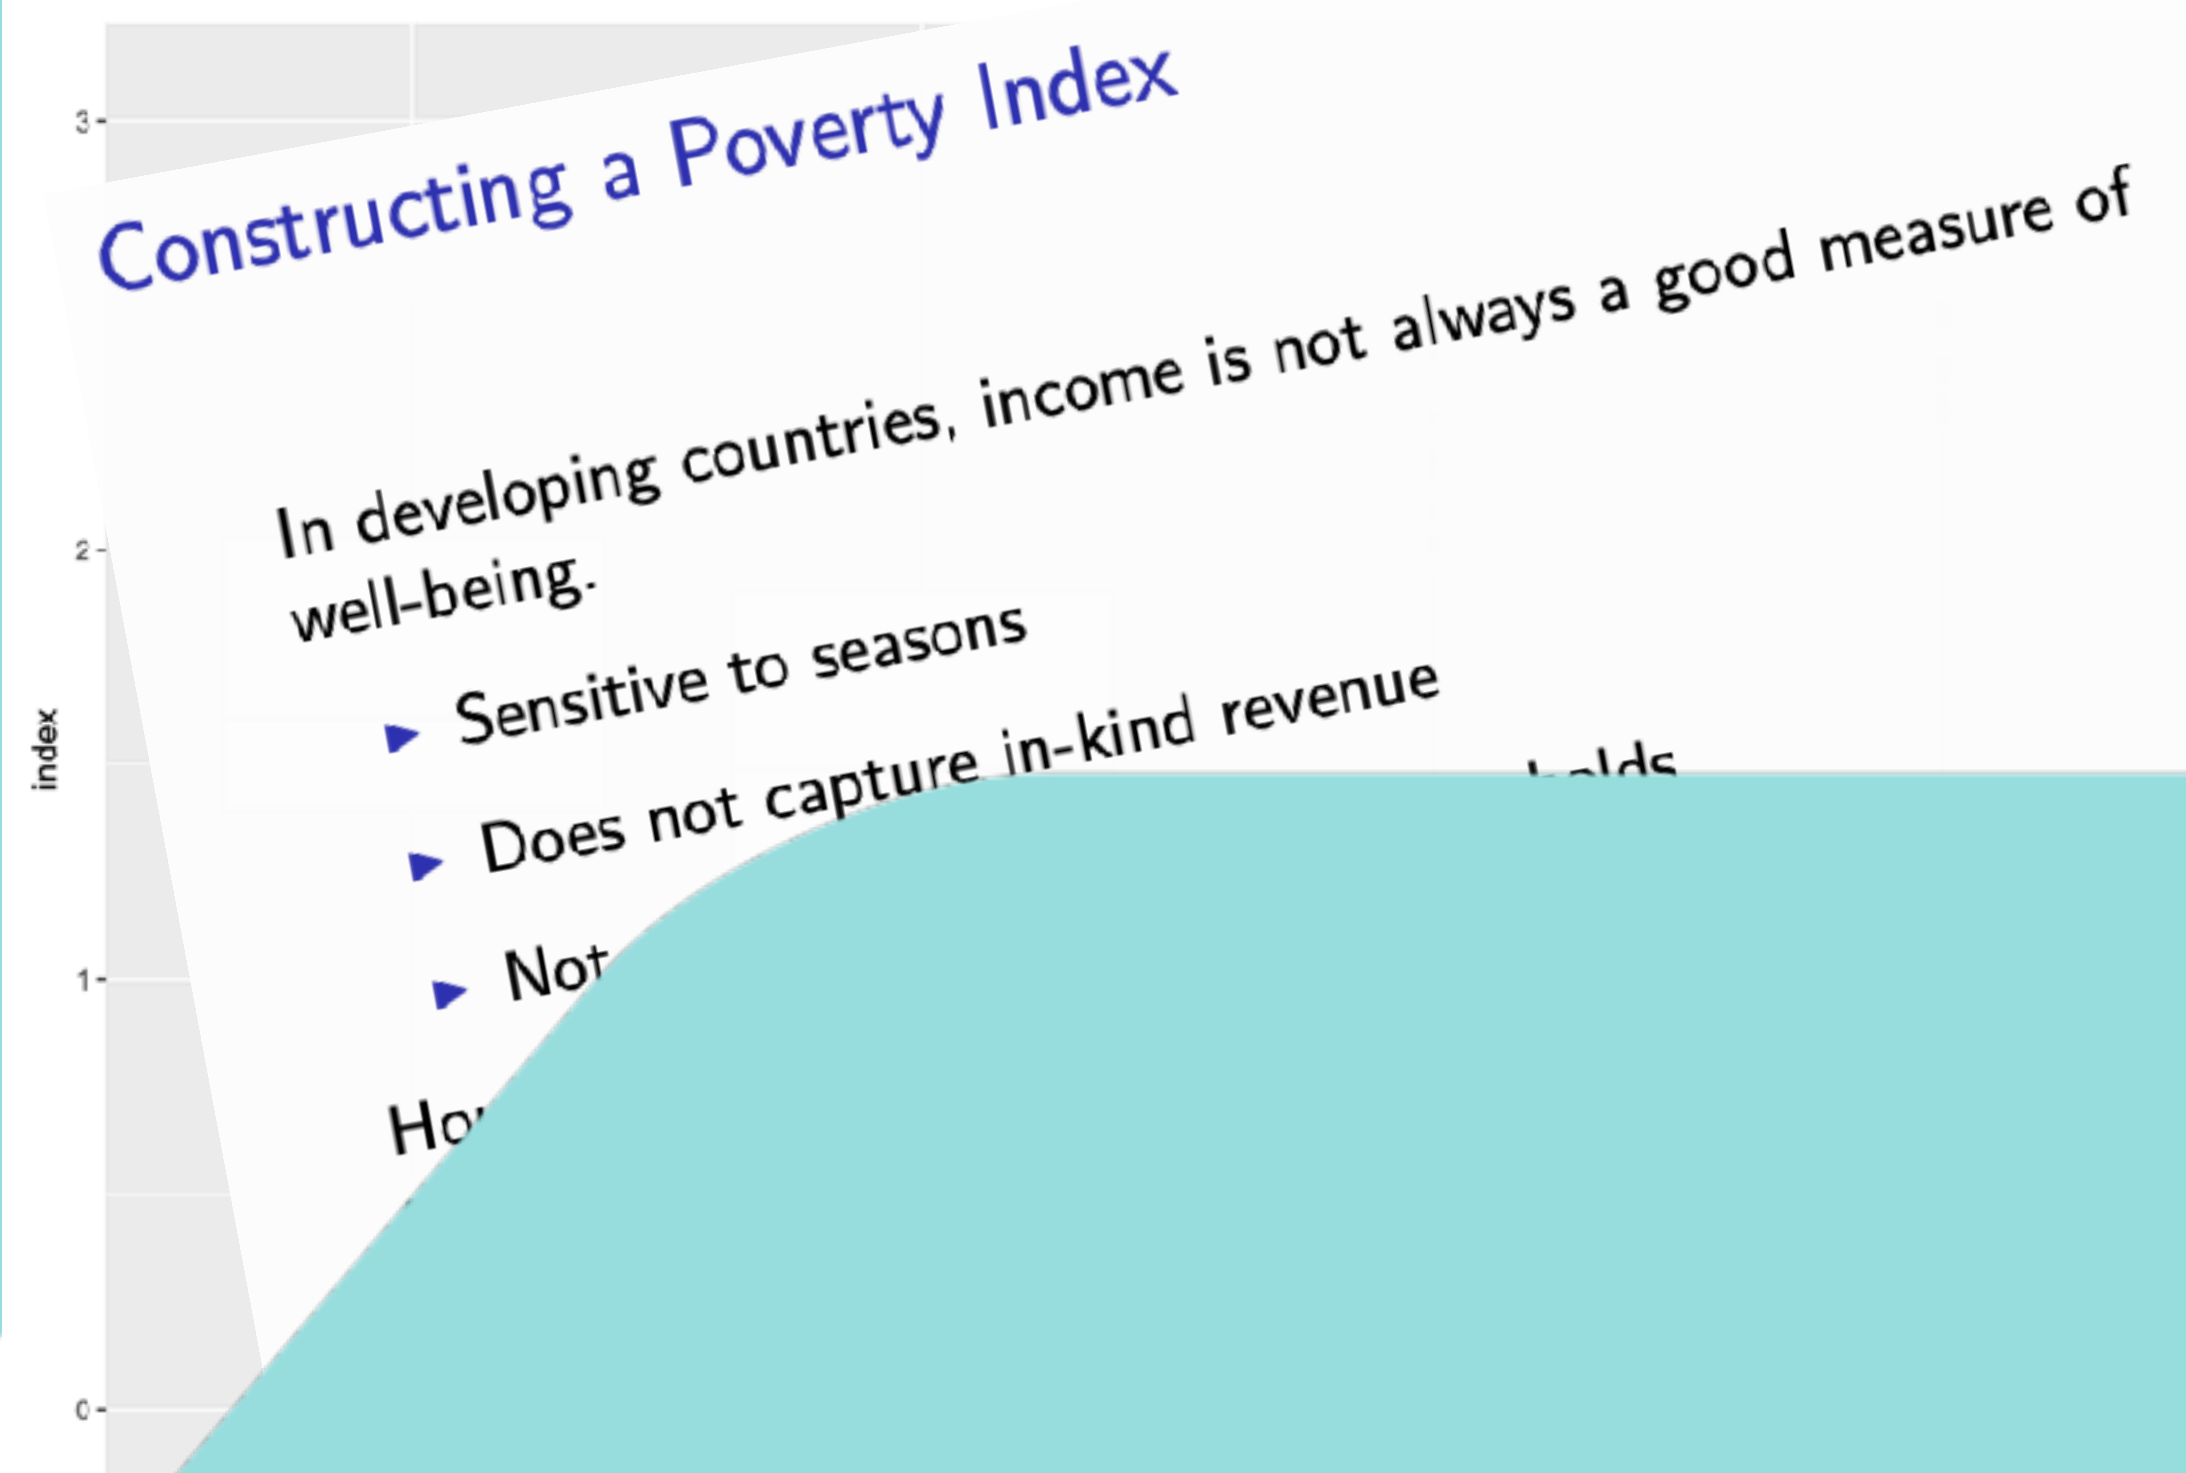 Constructing a Poverty Index
In developing countries, income is not always a good measure of
well-being.
Sensitive to seasons
Does not capture in-kind revenue
Not
3
2
1
0
index